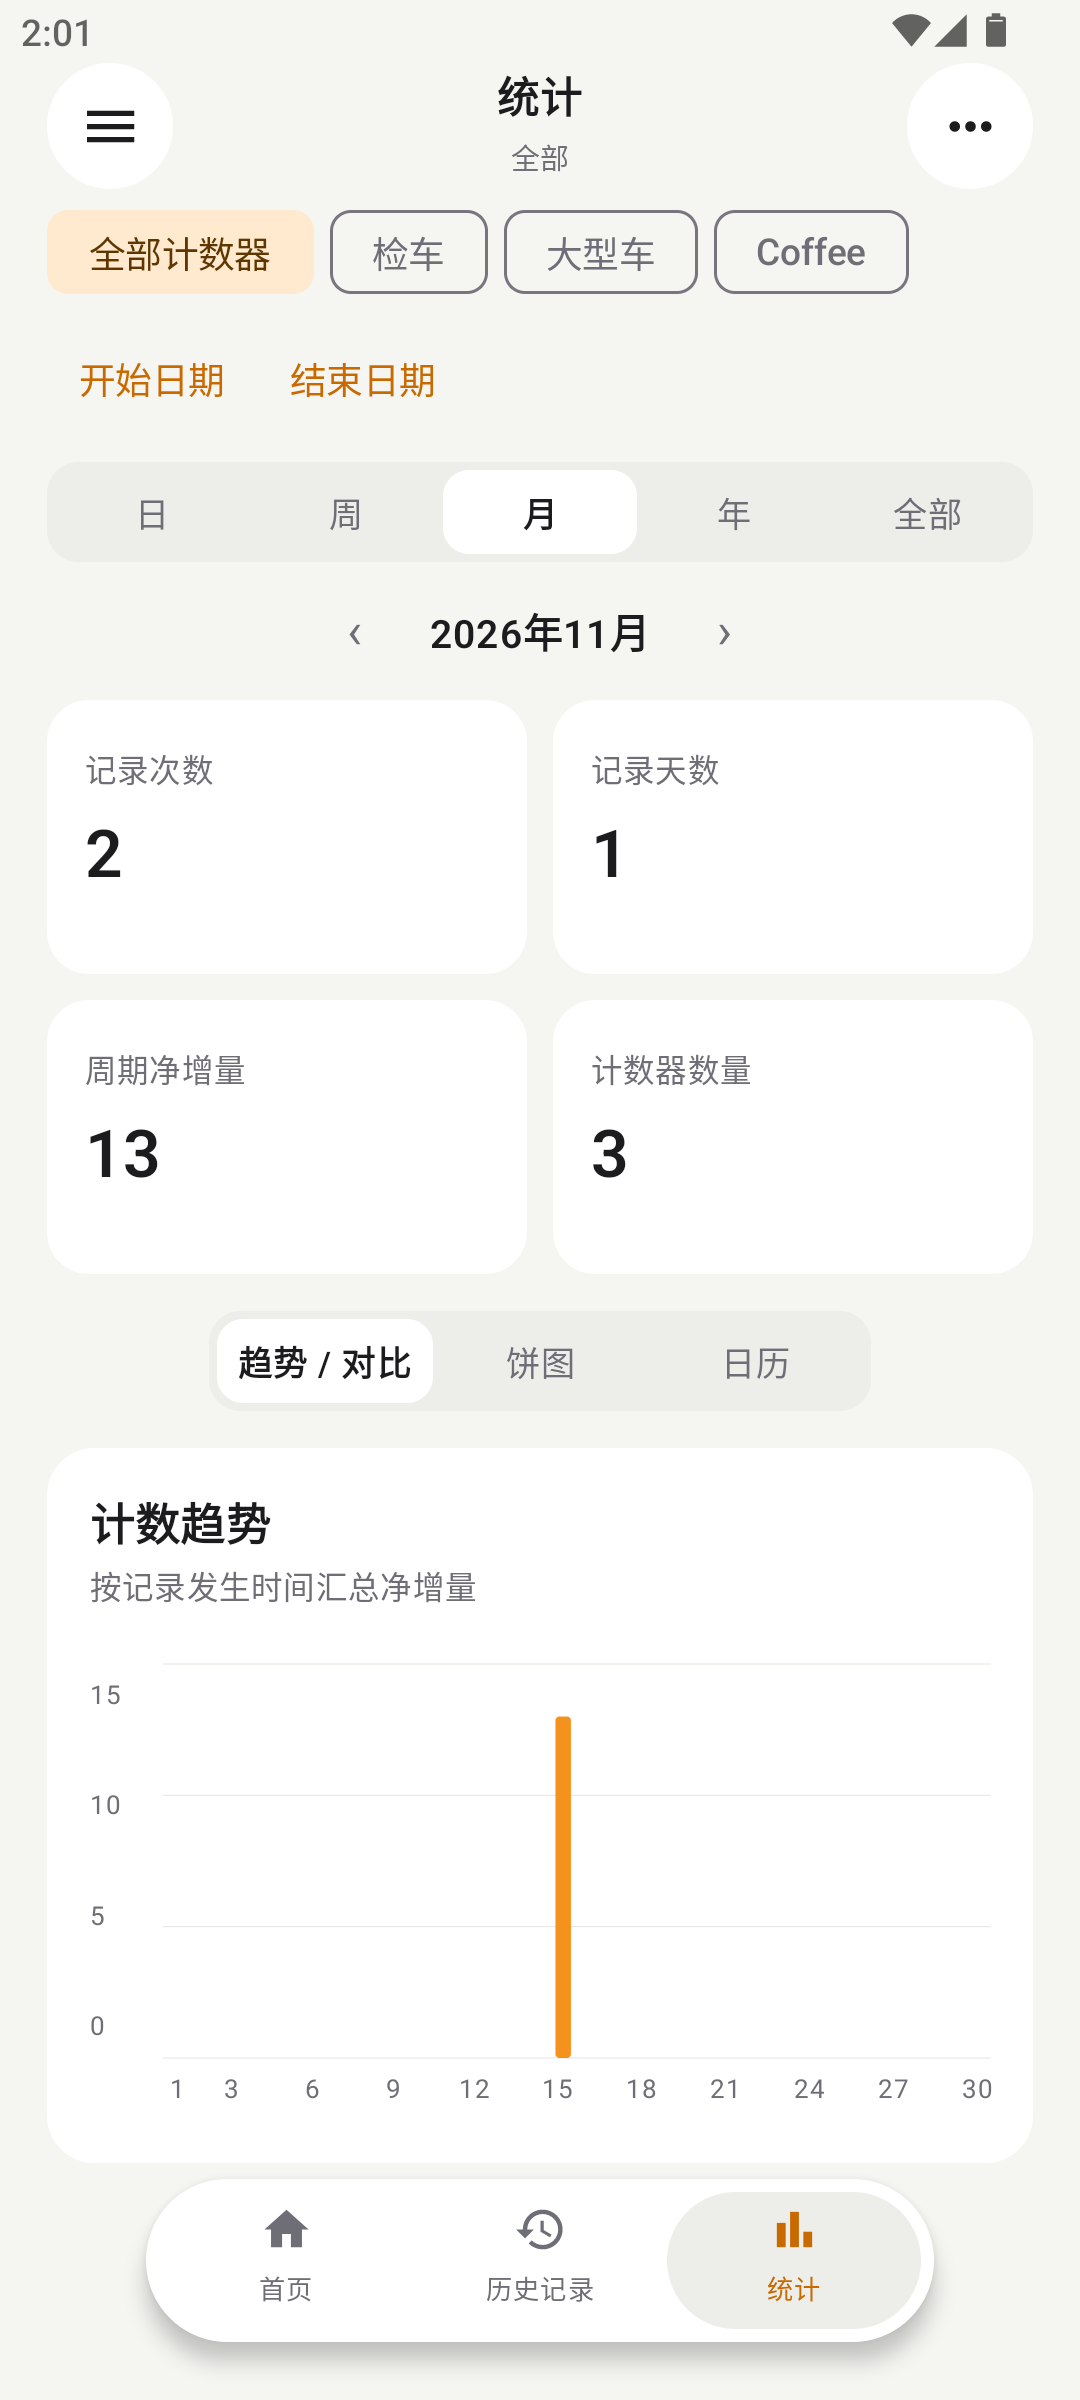 2:01
统计
全部
全部计数器 检车 大型车 Coffee
开始日期 结束日期
日 周 月 年 全部
‹ 2026年11月 ›
记录次数 记录天数
2 1
周期净增量 计数器数量
13 3
趋势 / 对比 饼图 日历
计数趋势
按记录发生时间汇总净增量
15
10
5
0
1 3 6 9 12 15 18 21 24 27 30
首页 历史记录 统计